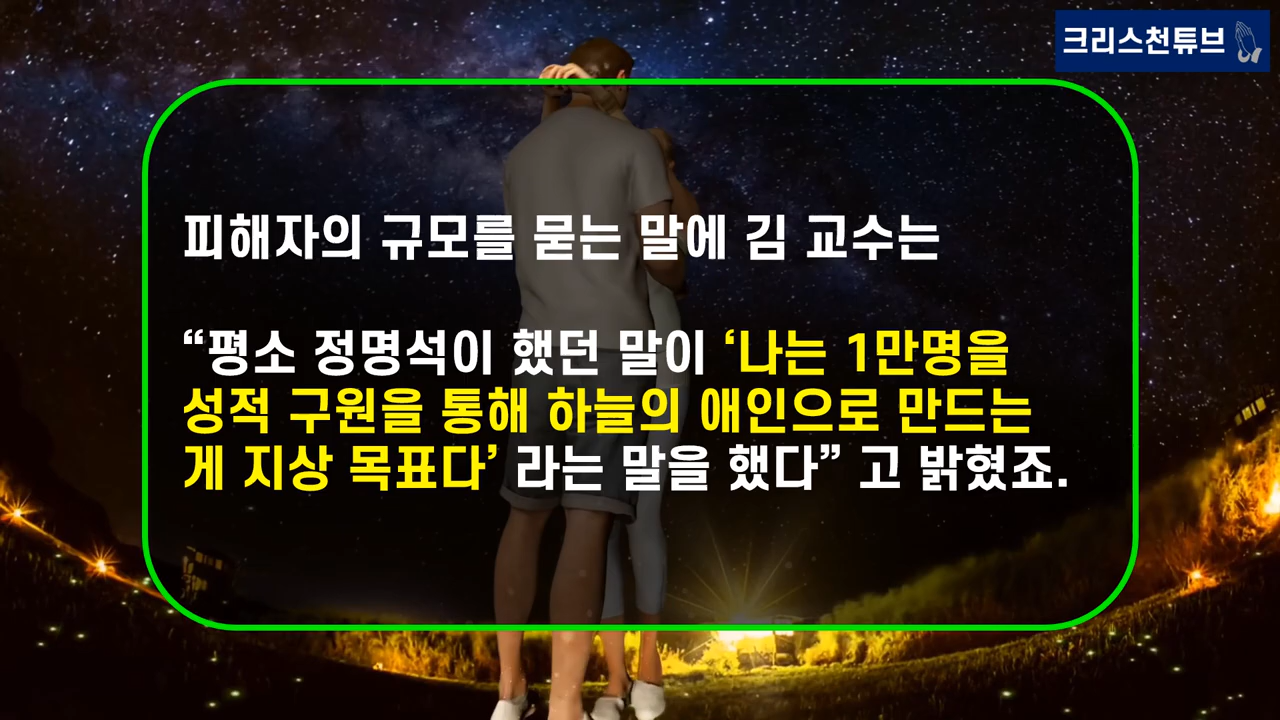 크리스천튜브
피해자의 규모를 묻는 말에 김 교수는
“평소 정명석이 했던 말이 ‘나는 1만명을
성적 구원을 통해 하늘의 애인으로 만드는
게 지상 목표다’ 라는 말을 했다” 고 밝혔죠.